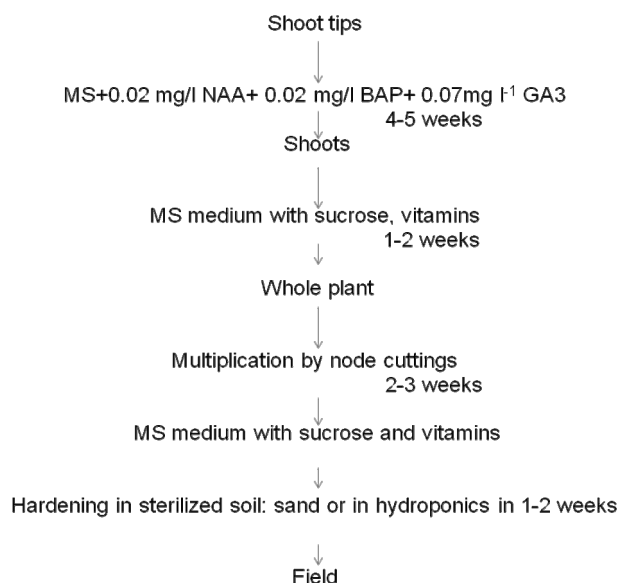 Shoot tips
MS+0.02 mg/l NAA+ 0.02 mg/l BAP+ 0.07mg l⁻¹ GA3
4-5 weeks
Shoots
MS medium with sucrose, vitamins
1-2 weeks
Whole plant
Multiplication by node cuttings
2-3 weeks
MS medium with sucrose and vitamins
Hardening in sterilized soil: sand or in hydroponics in 1-2 weeks
Field